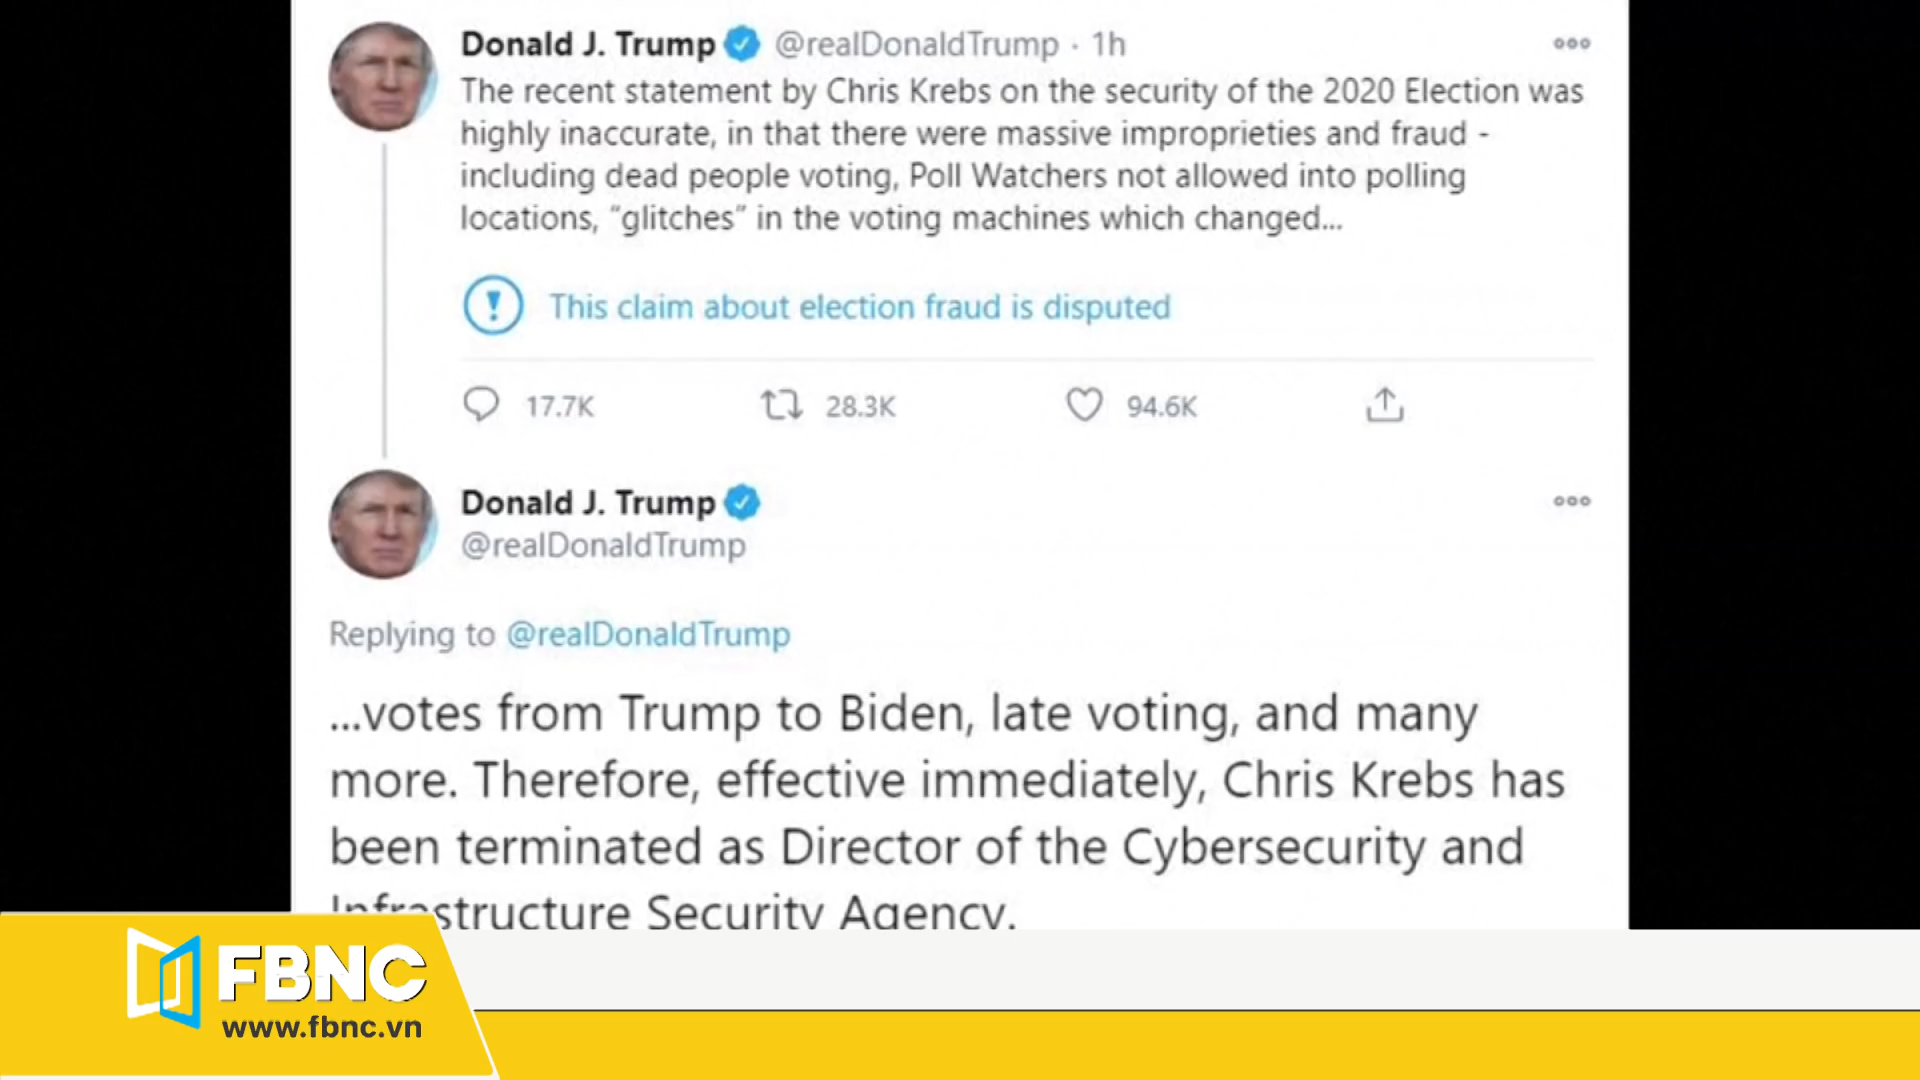 Donald J. Trump @realDonaldTrump · 1h
The recent statement by Chris Krebs on the security of the 2020 Election was
highly inaccurate, in that there were massive improprieties and fraud -
including dead people voting, Poll Watchers not allowed into polling
locations, “glitches” in the voting machines which changed...
This claim about election fraud is disputed
17.7K 28.3K 94.6K
Donald J. Trump
@realDonaldTrump
Replying to @realDonaldTrump
...votes from Trump to Biden, late voting, and many
more. Therefore, effective immediately, Chris Krebs has
been terminated as Director of the Cybersecurity and
Infrastructure Security Agency.
FBNC
www.fbnc.vn